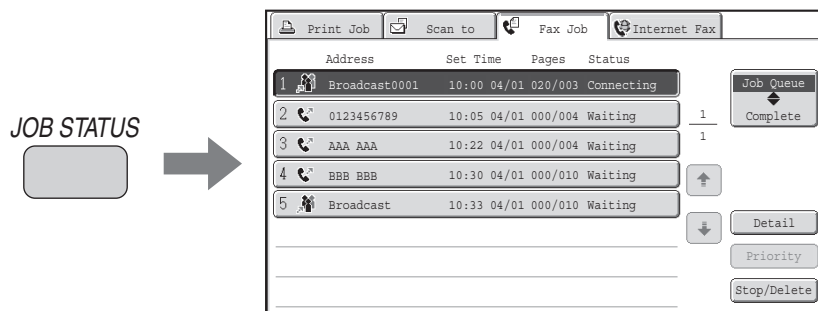 JOB STATUS
Print Job Scan to Fax Job Internet Fax
Address Set Time Pages Status
1 Broadcast0001 10:00 04/01 020/003 Connecting
2 0123456789 10:05 04/01 000/004 Waiting
3 AAA AAA 10:22 04/01 000/004 Waiting
4 BBB BBB 10:30 04/01 000/010 Waiting
5 Broadcast 10:33 04/01 000/010 Waiting
1
1
Job Queue
Complete
Detail
Priority
Stop/Delete